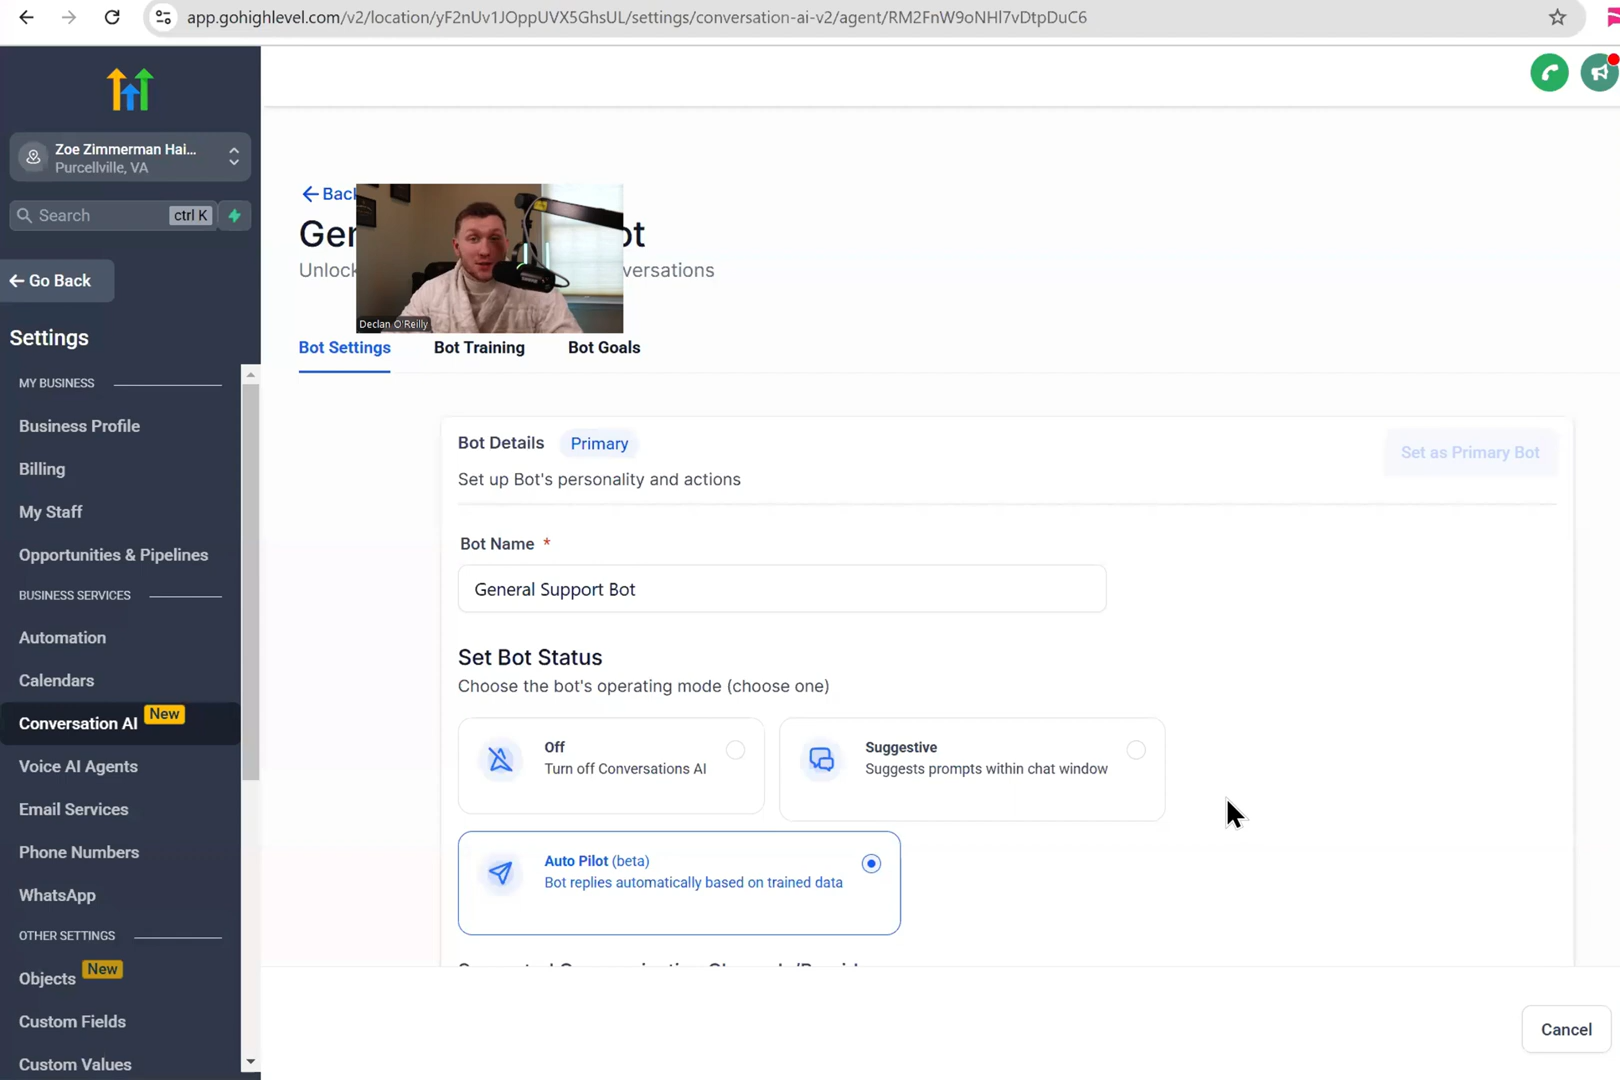 app.gohighlevel.com/v2/location/yF2nUv1JOppUVX5GhsUL/settings/conversation-ai-v2/agent/RM2FnW9oNHl7vDtpDuC6
Zoe Zimmerman Hai...
Purcellville, VA
Search ctrl K
Go Back
Settings
MY BUSINESS
Business Profile
Billing
My Staff
Opportunities & Pipelines
BUSINESS SERVICES
Automation
Calendars
Conversation AI New
Voice AI Agents
Email Services
Phone Numbers
WhatsApp
OTHER SETTINGS
Objects New
Custom Fields
Custom Values
Back
Unlock
Declan O'Reilly
Bot Settings Bot Training Bot Goals
Bot Details Primary
Set as Primary Bot
Set up Bot's personality and actions
Bot Name *
General Support Bot
Set Bot Status
Choose the bot's operating mode (choose one)
Off
Turn off Conversations AI
Suggestive
Suggests prompts within chat window
Auto Pilot (beta)
Bot replies automatically based on trained data
Cancel